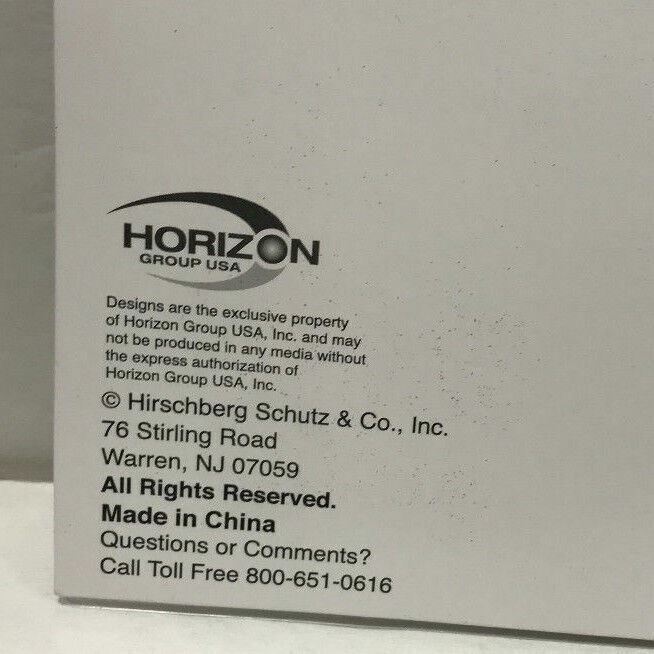 HORIZON
GROUP USA
Designs are the exclusive property
of Horizon Group USA, Inc. and may
not be produced in any media without
the express authorization of
Horizon Group USA, Inc.
© Hirschberg Schutz & Co., Inc.
76 Stirling Road
Warren, NJ 07059
All Rights Reserved.
Made in China
Questions or Comments?
Call Toll Free 800-651-0616